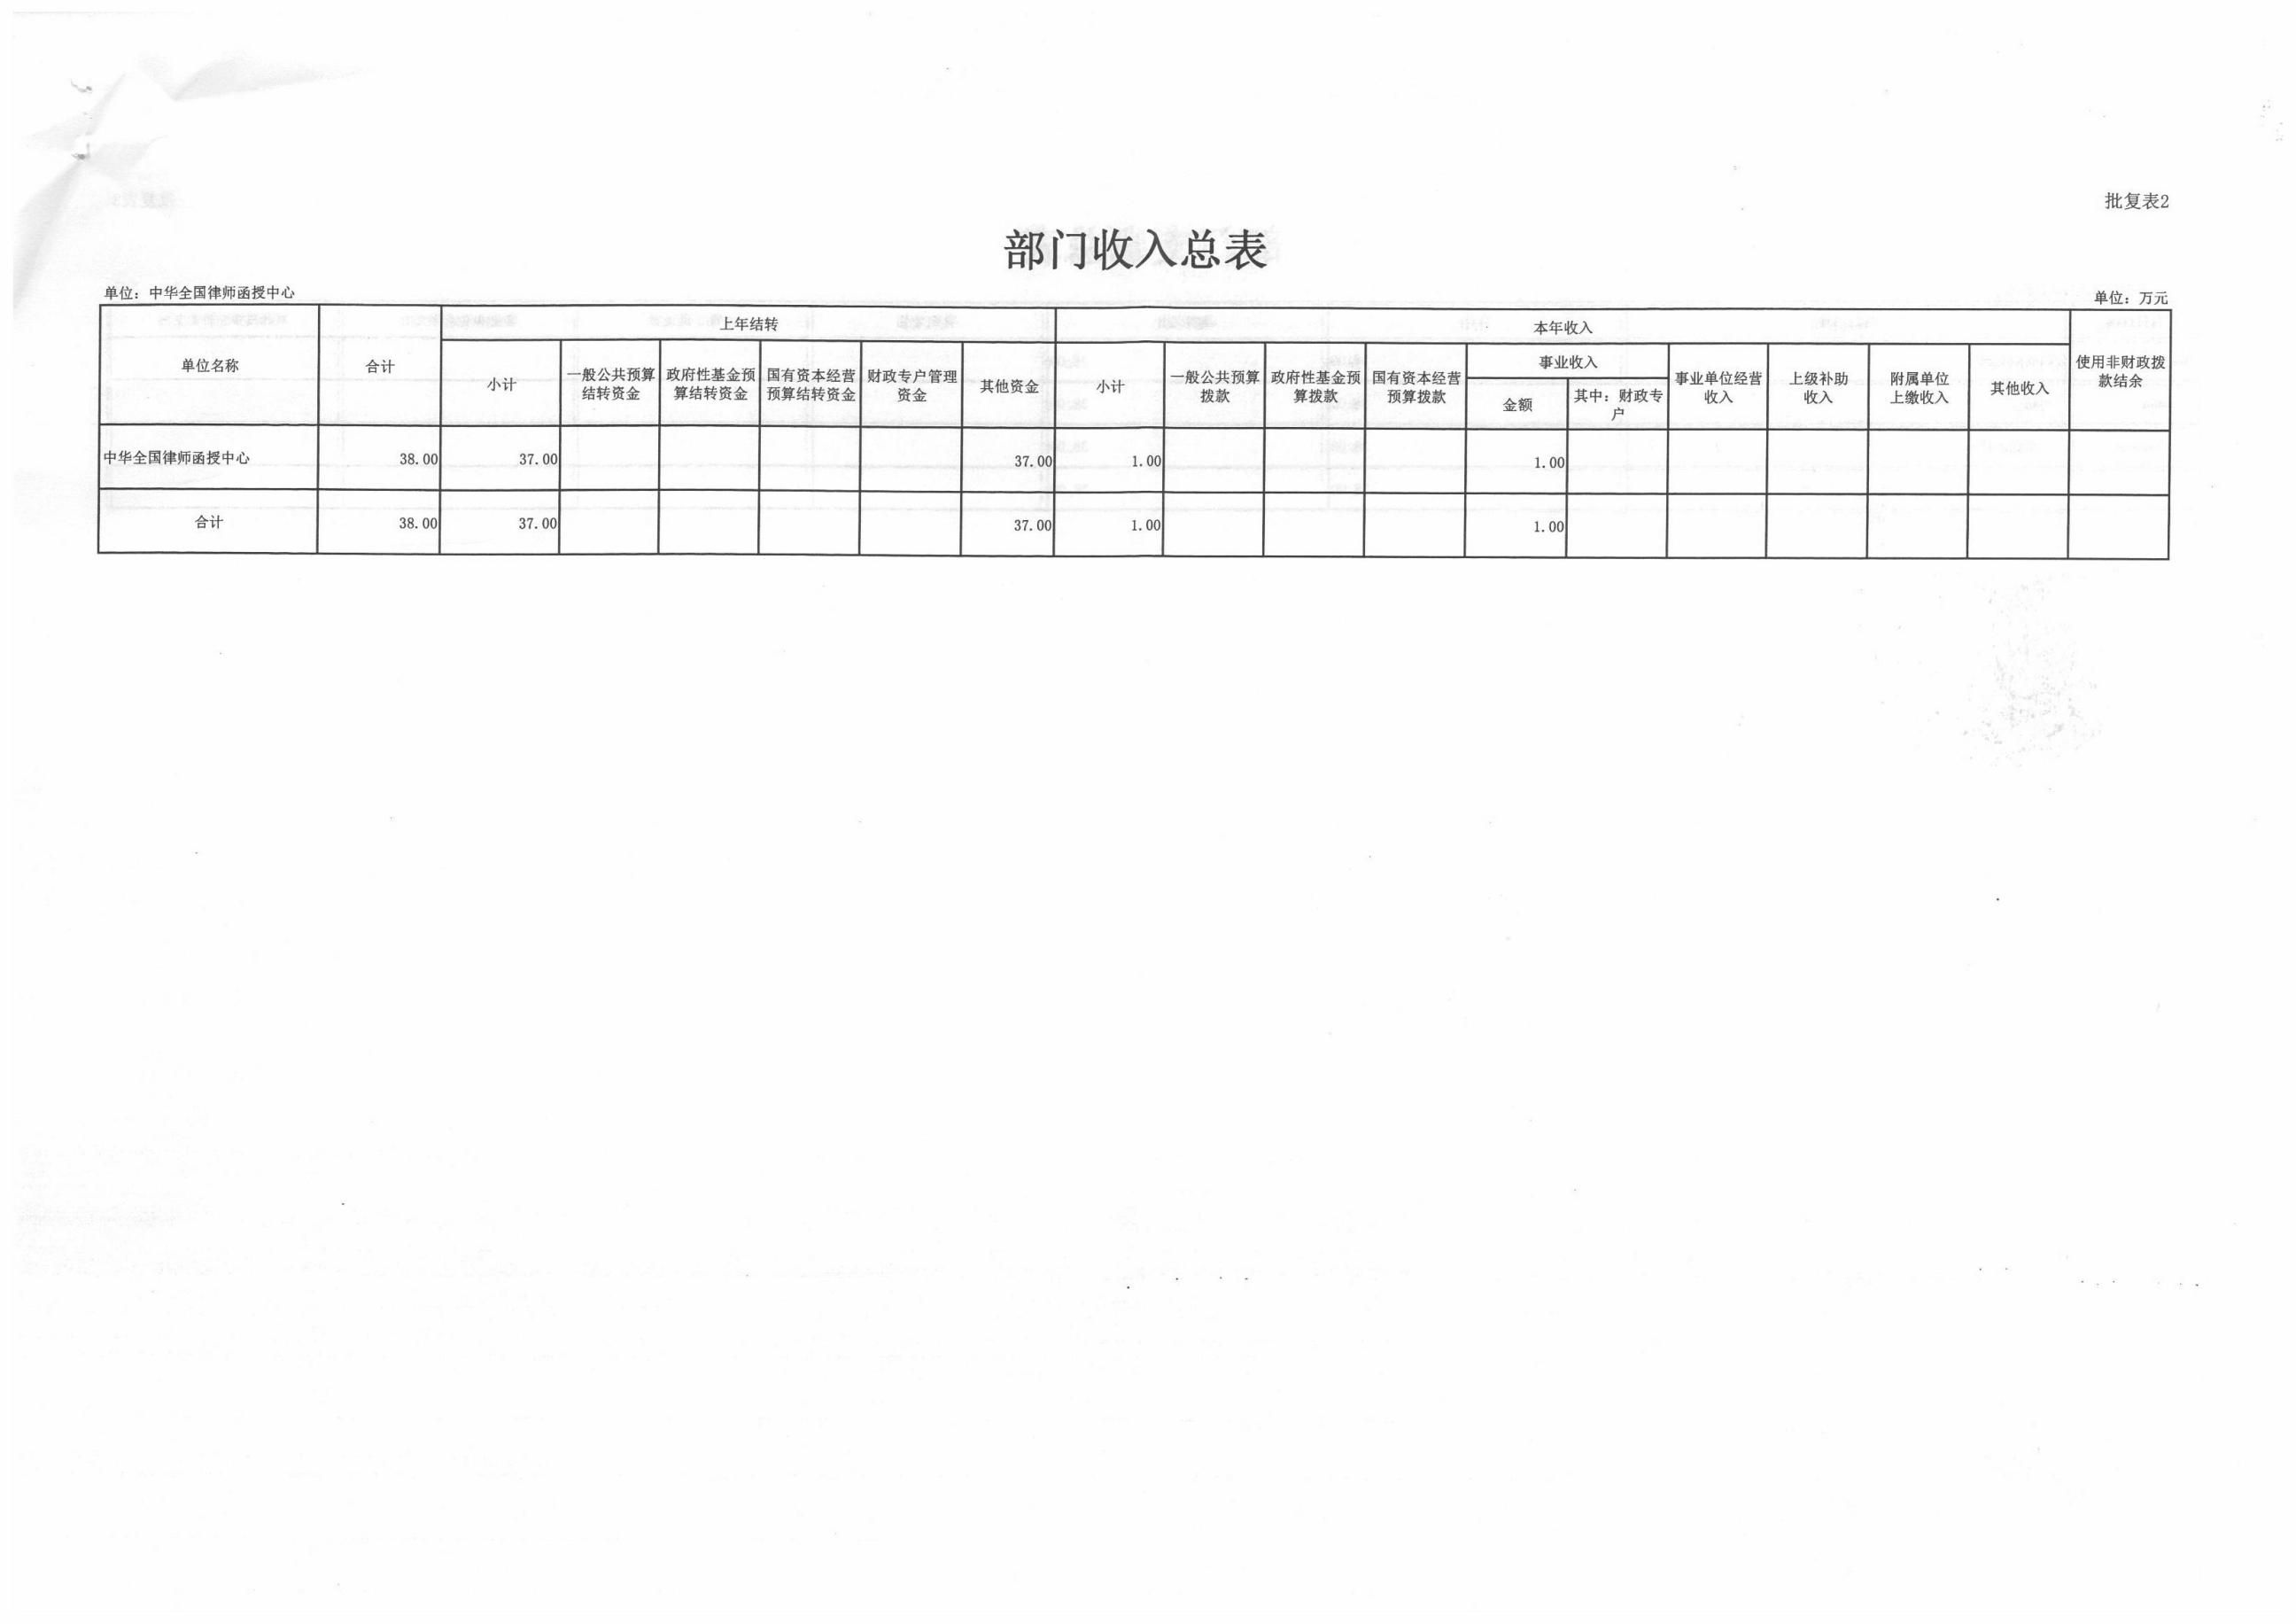 批复表2
部门收入总表
单位：中华全国律师函授中心
单位：万元
单位名称
合计
上年结转
本年收入
使用非财政拨
款结余
小计
一般公共预算
结转资金
政府性基金预
算结转资金
国有资本经营
预算结转资金
财政专户管理
资金
其他资金
小计
一般公共预算
拨款
政府性基金预
算拨款
国有资本经营
预算拨款
事业收入
金额
其中：财政专
户
事业单位经营
收入
上级补助
收入
附属单位
上缴收入
其他收入
中华全国律师函授中心 38.00 37.00 37.00 1.00 1.00
合计 38.00 37.00 37.00 1.00 1.00